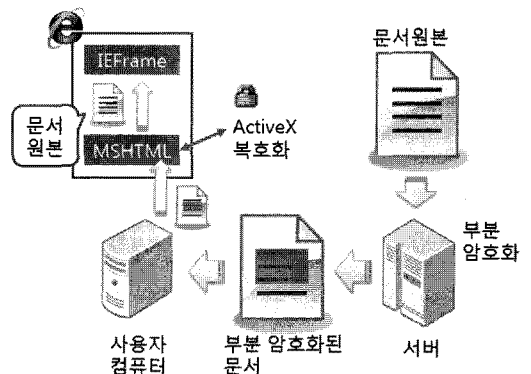 IEFrame
문서
원본
MSHTML
ActiveX
복호화
문서원본
부분
암호화
사용자
컴퓨터
부분 암호화된
문서
서버